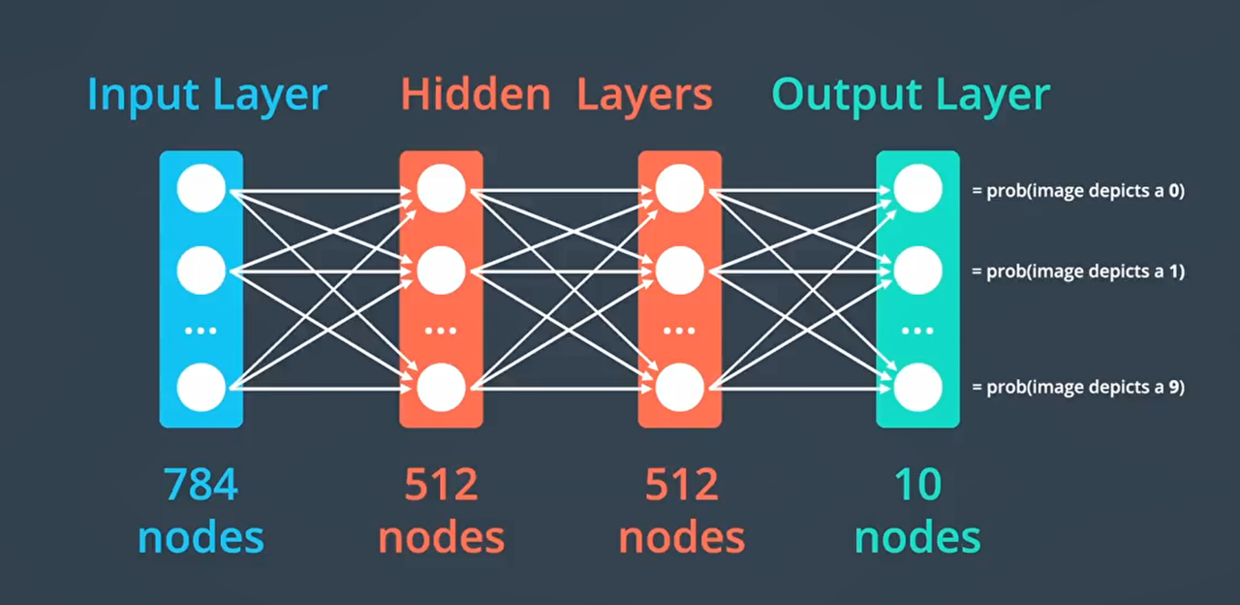 Input Layer
Hidden Layers
Output Layer
= prob(image depicts a 0)
= prob(image depicts a 1)
... ... ... ...
= prob(image depicts a 9)
784 nodes
512 nodes
512 nodes
10 nodes